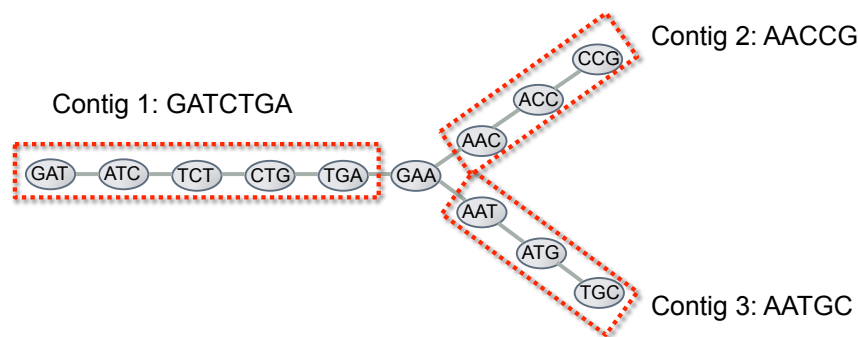 Contig 2: AACCG
CCG
ACC
Contig 1: GATCTGA
AAC
GAT ATC TCT CTG TGA GAA
AAT
ATG
TGC
Contig 3: AATGC